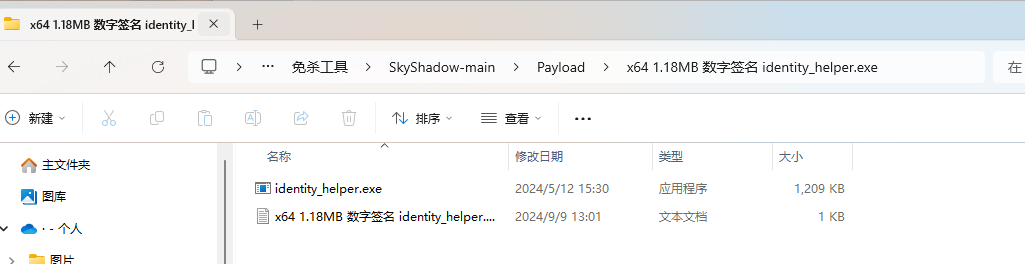 x64 1.18MB 数字签名 identity_l
··· 免杀工具 SkyShadow-main Payload x64 1.18MB 数字签名 identity_helper.exe 在
新建 排序 查看 ···
主文件夹
图库
· - 个人
图片
名称 修改日期 类型 大小
identity_helper.exe 2024/5/12 15:30 应用程序 1,209 KB
x64 1.18MB 数字签名 identity_helper.... 2024/9/9 13:01 文本文档 1 KB